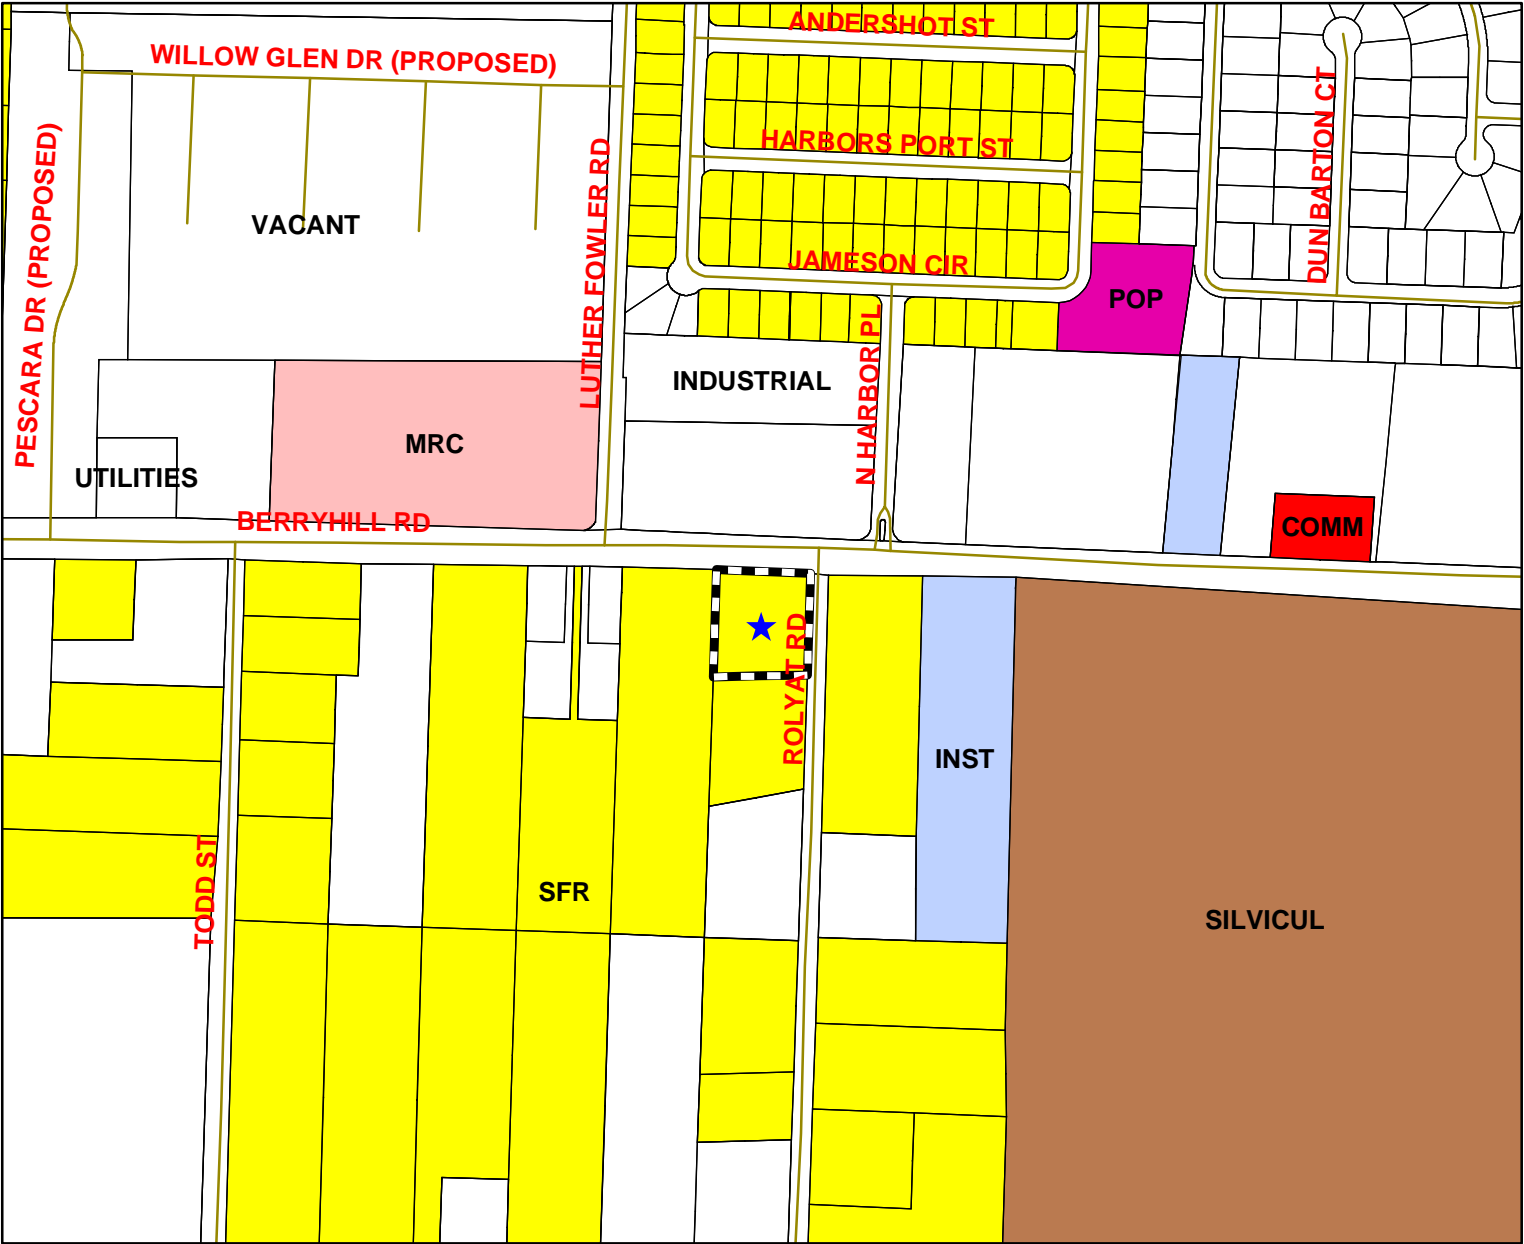 ANDERSHOT ST
WILLOW GLEN DR (PROPOSED)
DUNBARTON CT
HARBORS PORT ST
PESCARA DR (PROPOSED)
LUTHER FOWLER RD
VACANT
JAMESON CIR
POP
N HARBOR PL
INDUSTRIAL
MRC
UTILITIES
BERRYHILL RD
COMM
ROLYAT RD
INST
TODD ST
SFR
SILVICUL